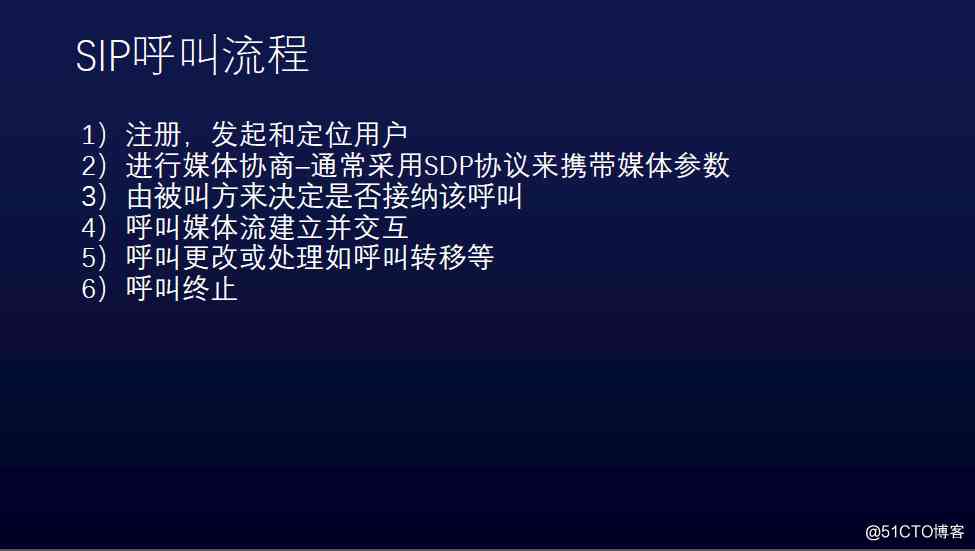 SIP呼叫流程
1）注册，发起和定位用户
2）进行媒体协商–通常采用SDP协议来携带媒体参数
3）由被叫方来决定是否接纳该呼叫
4）呼叫媒体流建立并交互
5）呼叫更改或处理如呼叫转移等
6）呼叫终止
@51CTO博客